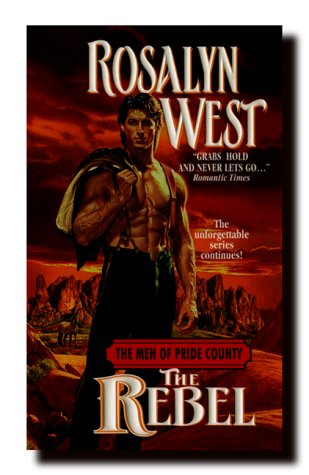 ROSALYN
WEST
"GRABS HOLD
AND NEVER LETS GO..."
Romantic Times
The
unforgettable
series
continues!
THE MEN OF PRIDE COUNTY
THE
REBEL